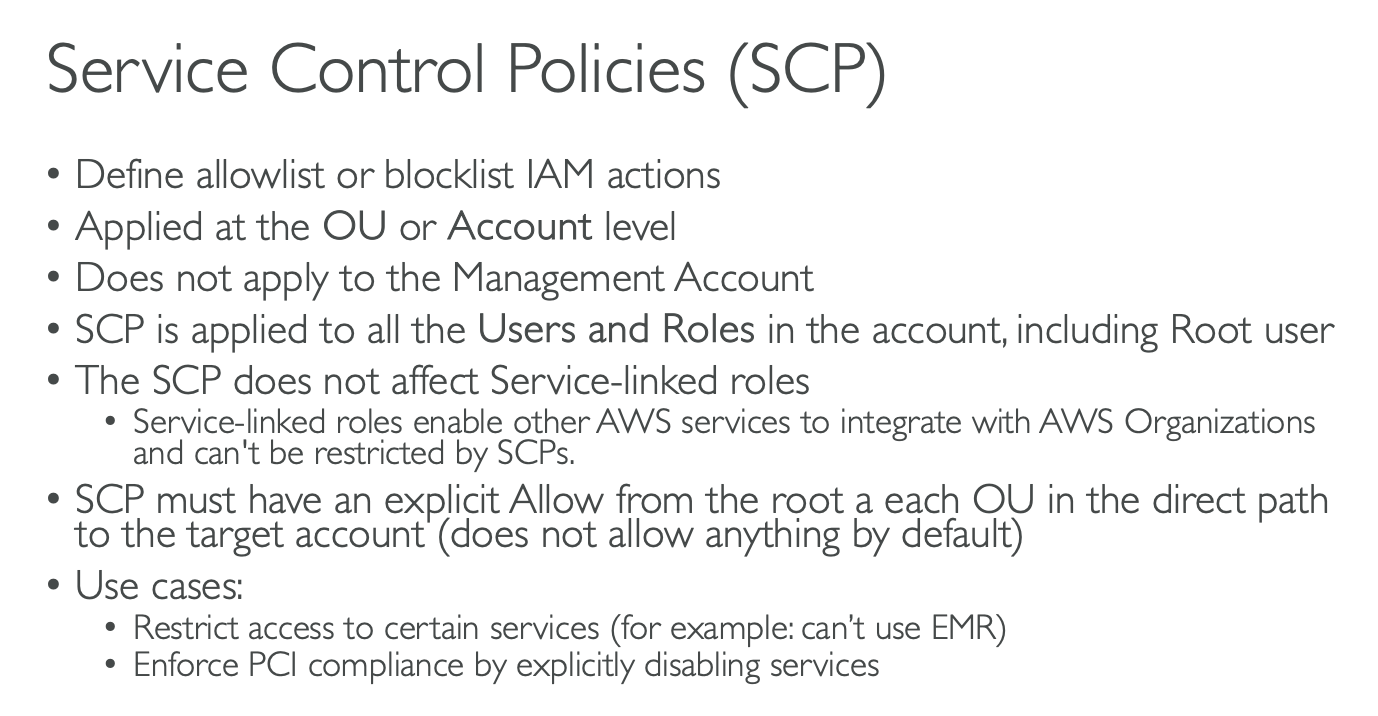 Service Control Policies (SCP)
• Define allowlist or blocklist IAM actions
• Applied at the OU or Account level
• Does not apply to the Management Account
• SCP is applied to all the Users and Roles in the account, including Root user
• The SCP does not affect Service-linked roles
• Service-linked roles enable other AWS services to integrate with AWS Organizations
and can't be restricted by SCPs.
• SCP must have an explicit Allow from the root a each OU in the direct path
to the target account (does not allow anything by default)
• Use cases:
• Restrict access to certain services (for example: can’t use EMR)
• Enforce PCI compliance by explicitly disabling services